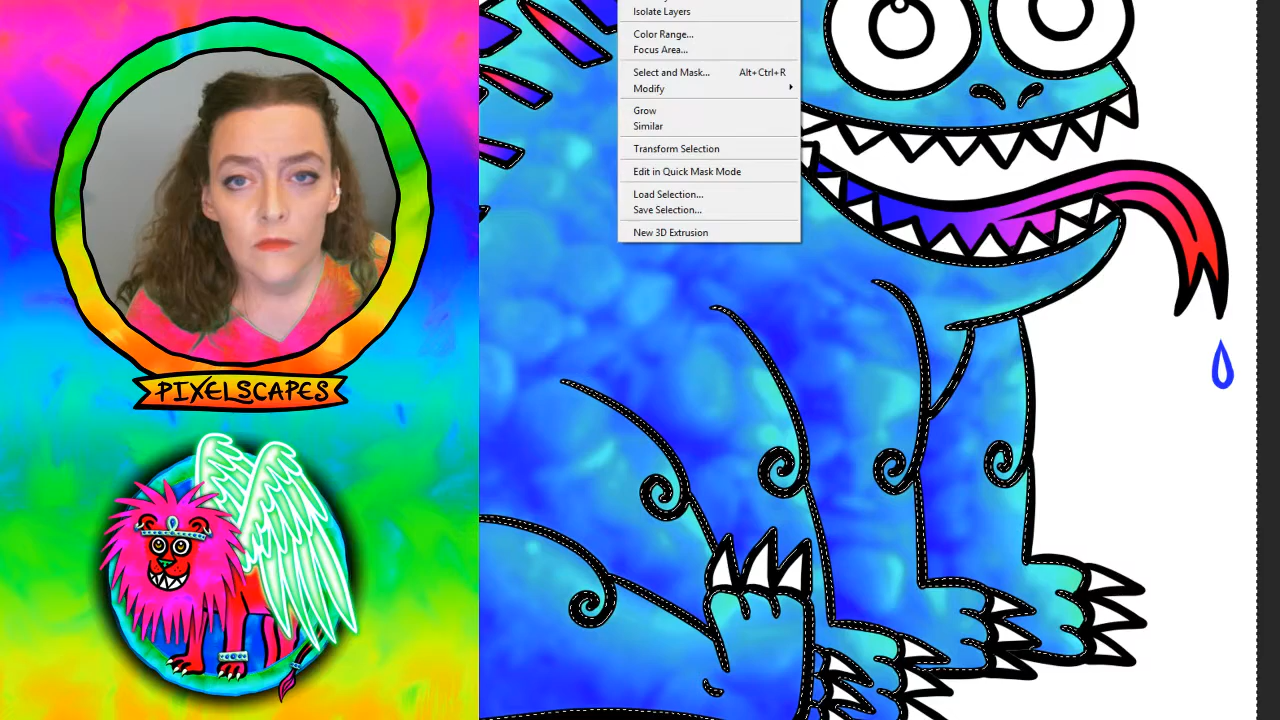 Isolate Layers
Color Range...
Focus Area...
Select and Mask... Alt+Ctrl+R
Modify
Grow
Similar
Transform Selection
Edit in Quick Mask Mode
Load Selection...
Save Selection...
New 3D Extrusion
PIXELSCAPES